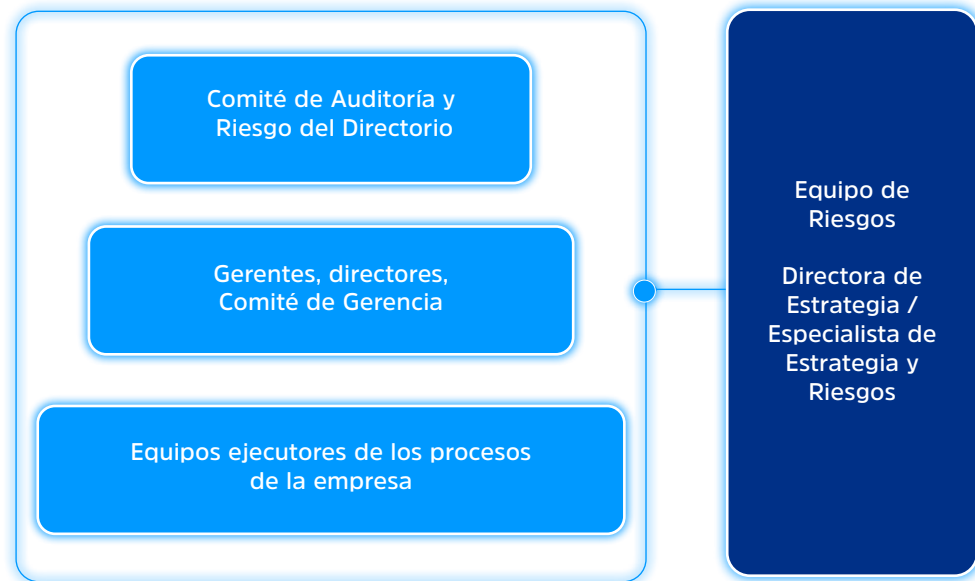 Comité de Auditoría y
Riesgo del Directorio
Gerentes, directores,
Comité de Gerencia
Equipos ejecutores de los procesos
de la empresa
Equipo de
Riesgos
Directora de
Estrategia /
Especialista de
Estrategia y
Riesgos